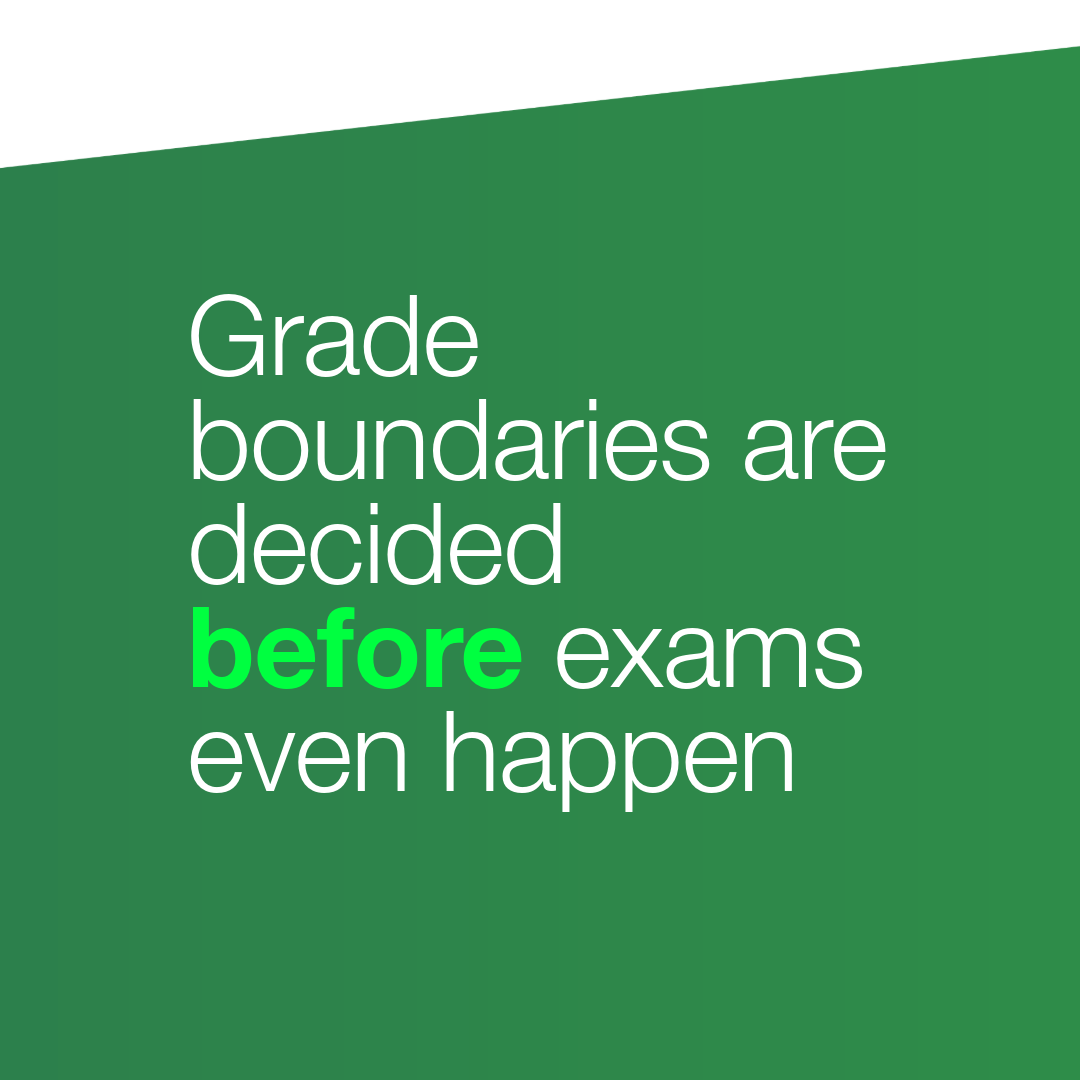 Grade
boundaries are
decided
before exams
even happen